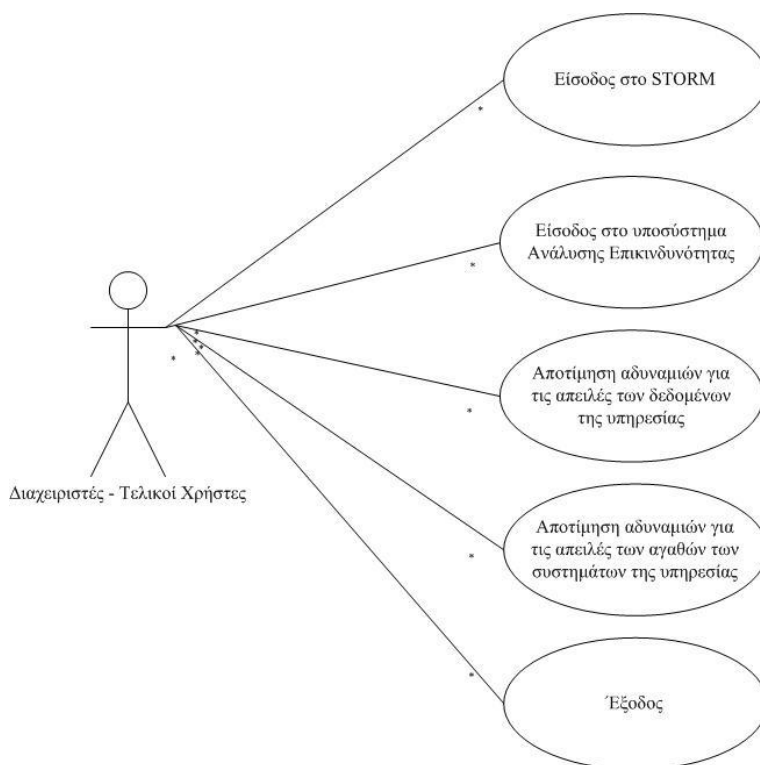 Είσοδος στο STORM
*
Είσοδος στο υποσύστημα
Ανάλυσης Επικινδυνότητας
*
*
*
*
*
*
Αποτίμηση αδυναμιών για
τις απειλές των δεδομένων
της υπηρεσίας
*
Διαχειριστές - Τελικοί Χρήστες
Αποτίμηση αδυναμιών για
τις απειλές των αγαθών των
συστημάτων της υπηρεσίας
*
Έξοδος
*